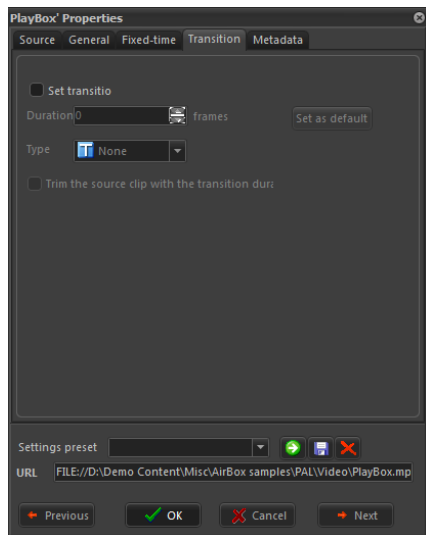 PlayBox' Properties
Source General Fixed-time Transition Metadata
Set transitio
Duration 0 frames Set as default
Type T None
Trim the source clip with the transition dura
Settings preset
URL FILE://D:\Demo Content\Misc\AirBox samples\PAL\Video\PlayBox.mp
Previous OK Cancel Next